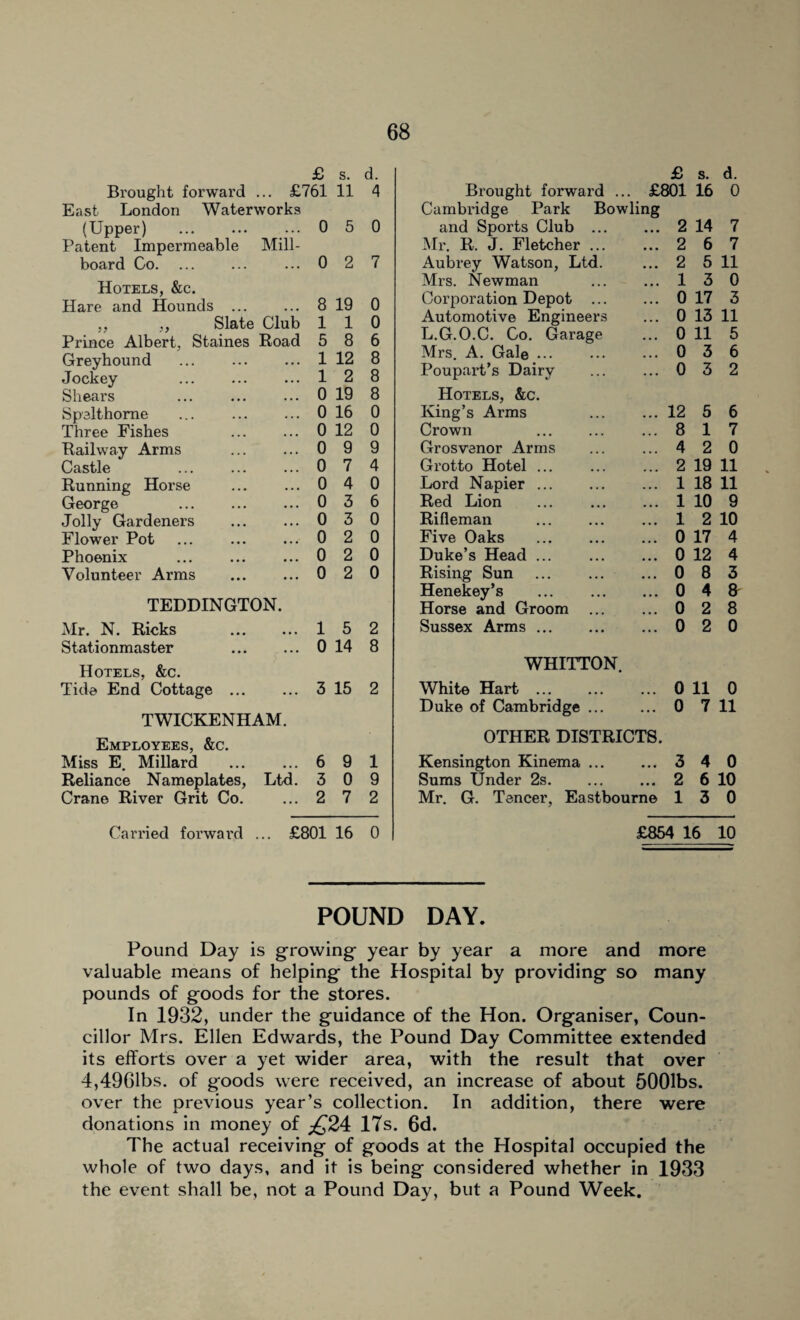 68
£ s. d.
Brought forward ... £761 11 4
East London Waterworks
(Upper) ... ... ... 0 5 0
Patent Impermeable Mill-
board Co. ... ... ... 0 2 7
HOTELS, &C.
Hare and Hounds ... ... 8 19 0
,, ,, Slate Club 1 1 0
Prince Albert, Staines Road 5 8 6
Greyhound ... ... ... 1 12 8
Jockey ... ... ... 1 2 8
Shears ... ... ... 0 19 8
Spelthorne ... ... ... 0 16 0
Three Fishes ... ... 0 12 0
Railway Arms ... ... 0 9 9
Castle ... ... ... 0 7 4
Running Horse ... ... 0 4 0
George ... ... ... 0 3 6
Jolly Gardeners ... ... 0 3 0
Flower Pot ... ... ... 0 2 0
Phoenix ... ... ... 0 2 0
Volunteer Arms ... ... 0 2 0
TEDDINGTON.
Mr. N. Ricks ... ... 1 5 2
Stationmaster ... ... 0 14 8
HOTELS, &C.
Tide End Cottage ... ... 3 15 2
TWICKENHAM.
EMPLOYEES, &C.
Miss E. Millard ... ... 6 9 1
Reliance Nameplates, Ltd. 3 0 9
Crane River Grit Co. ... 2 7 2
Carried forward ... £801 16 0
£ s. d.
Brought forward ... £801 16 0
Cambridge Park Bowling
and Sports Club ... ... 2 14 7
Mr. R. J. Fletcher ... ... 2 6 7
Aubrey Watson, Ltd. ... 2 5 11
Mrs. Newman ... ... 1 3 0
Corporation Depot ... ... 0 17 3
Automotive Engineers ... 0 13 11
L.G.O.C. Co. Garage ... 0 11 5
Mrs. A. Gale ... ... ... 0 3 6
Poupart's Dairy ... ... 0 3 2
HOTELS, &C.
King's Arms ... ... 12 5 6
Crown ... ... ... 8 1 7
Grosvenor Arms ... ... 4 2 0
Grotto Hotel ... ... ... 2 19 11
Lord Napier ... ... ... 1 18 11
Red Lion ... ... ... 1 10 9
Rifleman ... ... ... 1 2 10
Five Oaks ... ... ... 0 17 4
Duke's Head ... ... ... 0 12 4
Rising Sun ... ... ... 0 8 3
Henekey's ... ... ... 0 4 8
Horse and Groom ... ... 0 2 8
Sussex Arms ... ... ... 0 2 0
WHITTON.
White Hart ... ... ... 0 11 0
Duke of Cambridge ... ... 0 7 11
OTHER DISTRICTS.
Kensington Kinema ... ... 3 4 0
Sums Under 2s. ... ... 2 6 10
Mr. G. Tancer, Eastbourne 1 3 0
£854 16 10
POUND DAY.
Pound Day is growing year by year a more and more
valuable means of helping the Hospital by providing so many
pounds of goods for the stores.
In 1932, under the guidance of the Hon. Organiser, Coun-
cillor Mrs. Ellen Edwards, the Pound Day Committee extended
its efforts over a yet wider area, with the result that over
4,496lbs. of goods were received, an increase of about 500lbs.
over the previous year's collection. In addition, there were
donations in money of £24 17s. 6d.
The actual receiving of goods at the Hospital occupied the
whole of two days, and it is being considered whether in 1933
the event shall be, not a Pound Day, but a Pound Week.